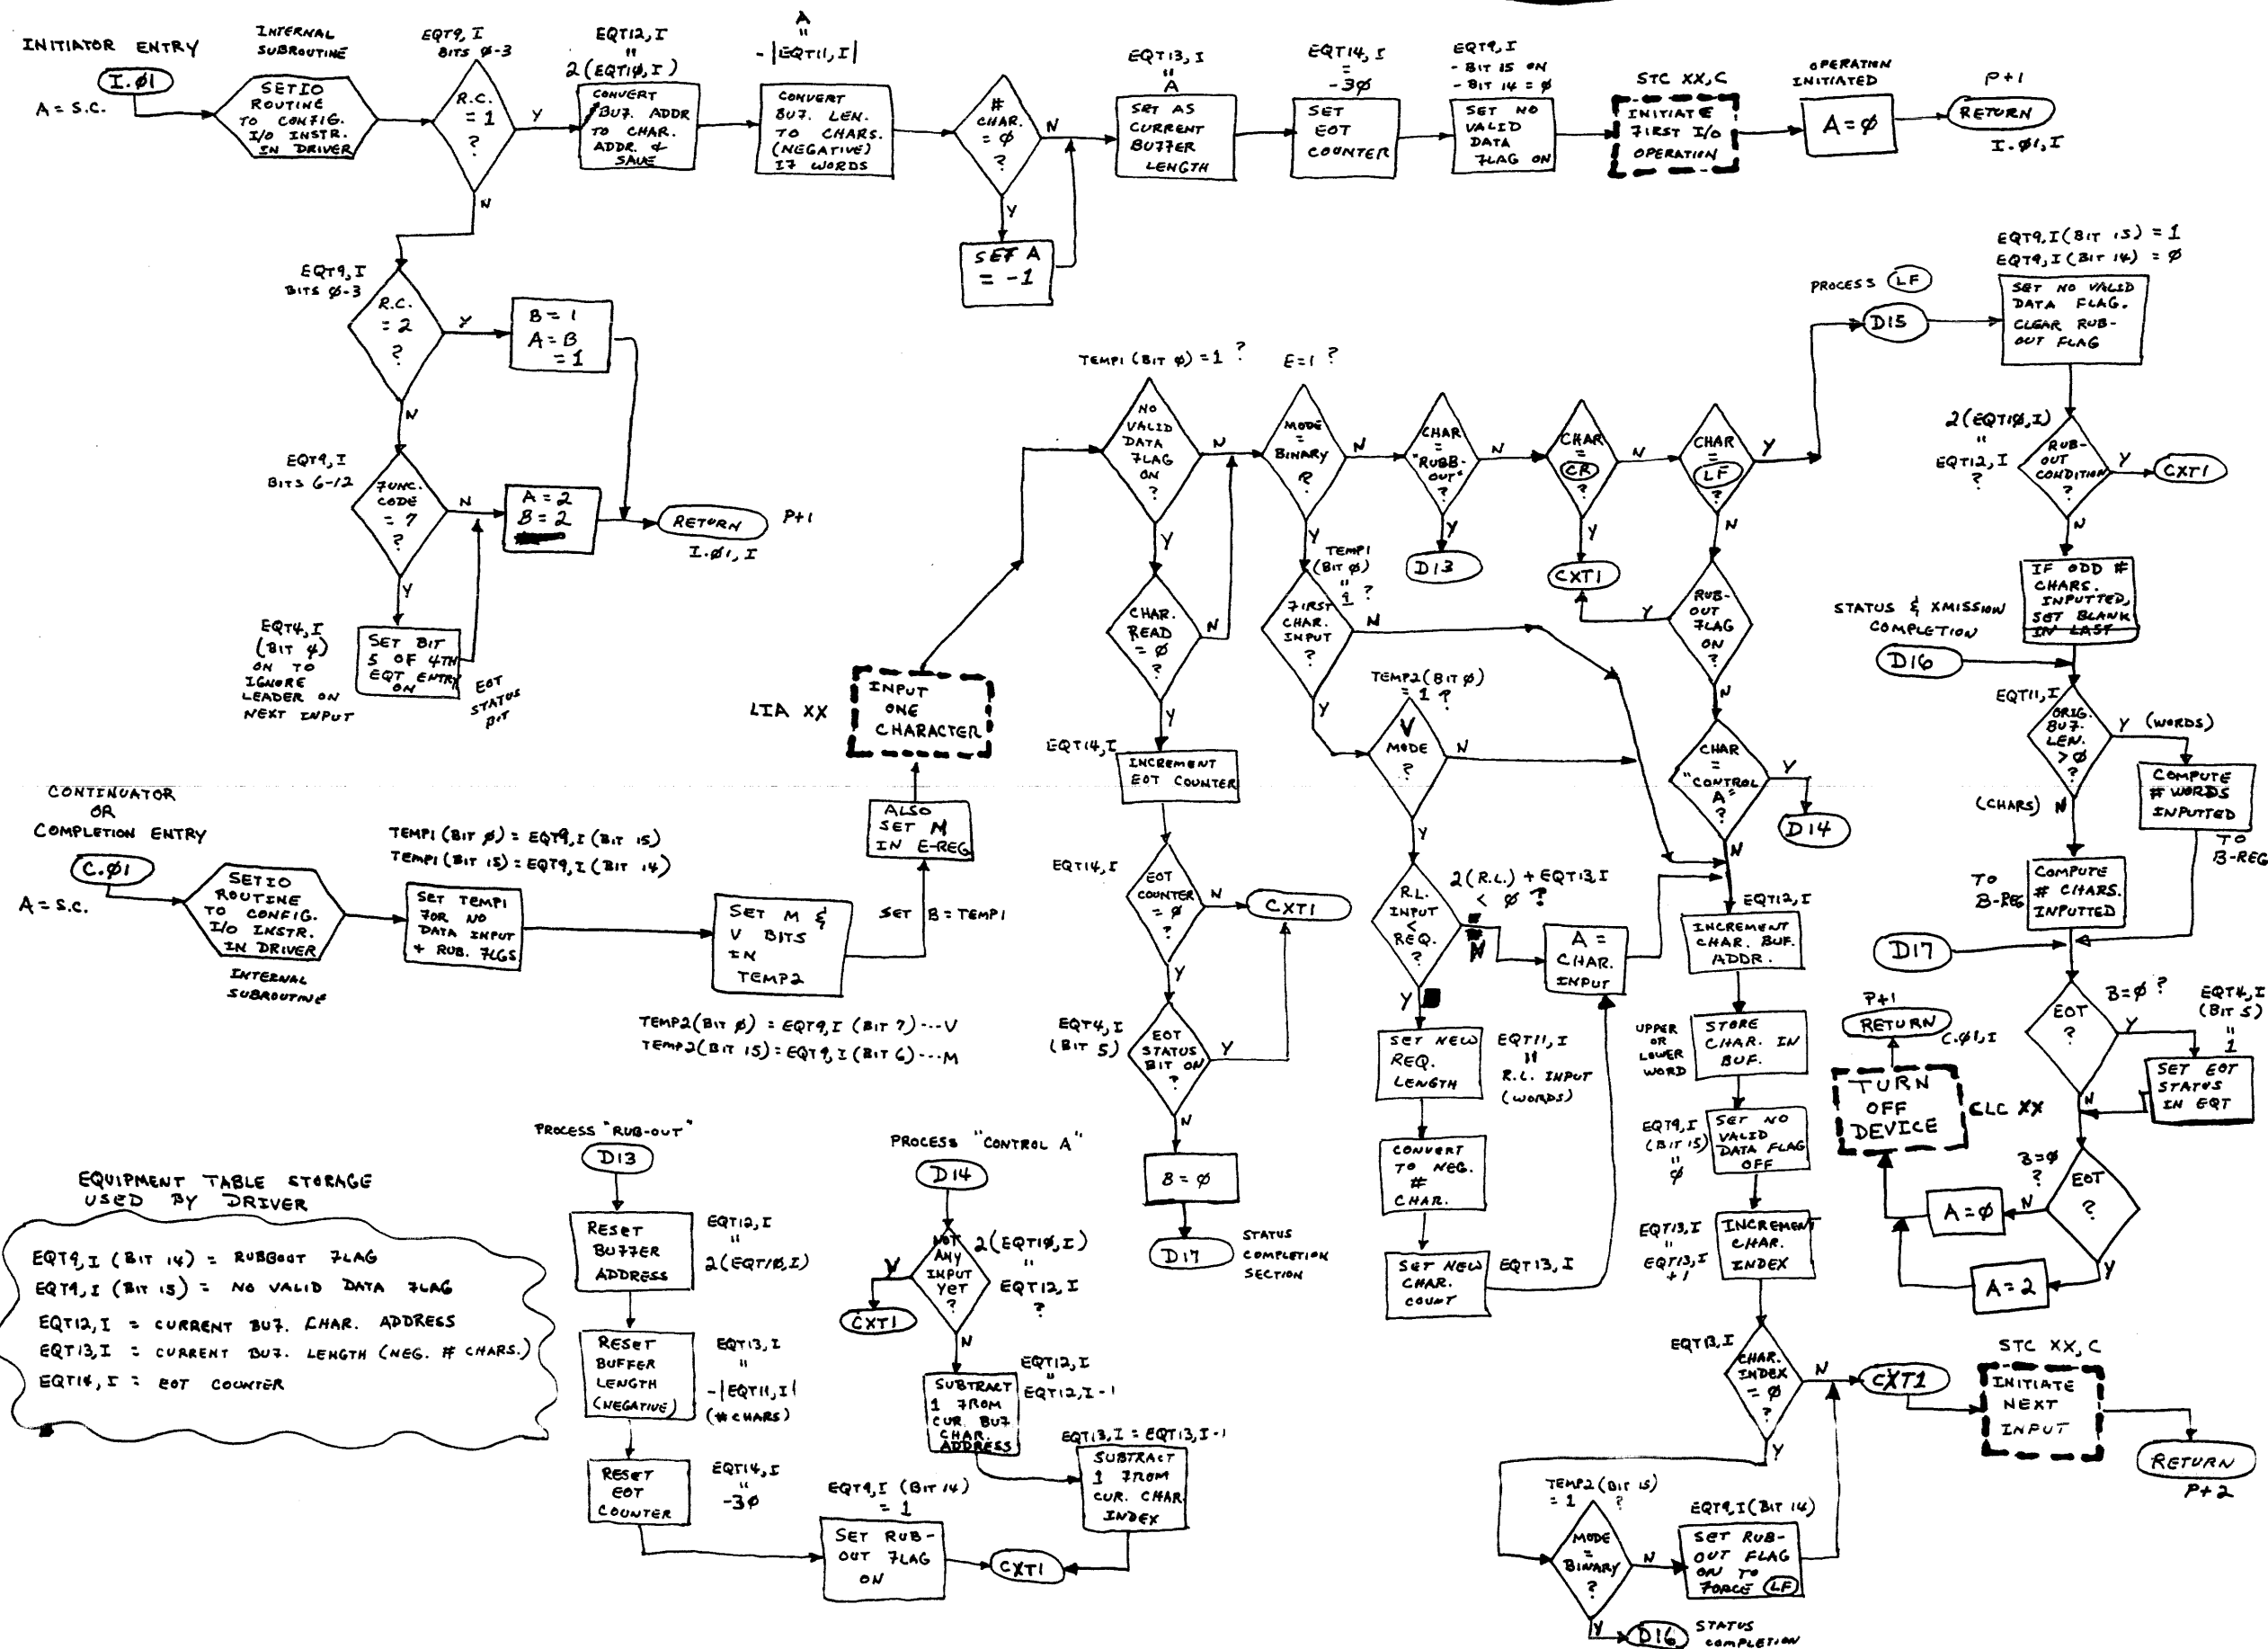 INITIATOR ENTRY
I.Ø1
A = S.C.
INTERNAL
SUBROUTINE
SETIO
ROUTINE
TO CONFIG.
I/O INSTR.
IN DRIVER
EQT9, I
BITS Ø-3
R.C.
= 1
?
Y
N
EQT12, I
"
2(EQT1Ø, I)
CONVERT
BUF. ADDR
TO CHAR.
ADDR. &
SAVE
A
"
-|EQT11, I|
CONVERT
BUF. LEN.
TO CHARS.
(NEGATIVE)
IF WORDS
#
CHAR.
= Ø
?
N
Y
SET A
= -1
EQT13, I
"
A
SET AS
CURRENT
BUFFER
LENGTH
EQT14, I
=
-3Ø
SET
EOT
COUNTER
EQT9, I
- BIT 15 ON
- BIT 14 = Ø
SET NO
VALID
DATA
FLAG ON
STC XX, C
INITIATE
FIRST I/O
OPERATION
OPERATION
INITIATED
A = Ø
P+1
RETURN
I.Ø1, I
EQT9, I
BITS Ø-3
R.C.
= 2
?
Y
N
B = 1
A = B
= 1
EQT9, I
BITS 6-12
FUNC.
CODE
= 7
?
N
Y
A = 2
B = 2
RETURN
P+1
I.Ø1, I
EQT4, I
(BIT 4)
ON TO
IGNORE
LEADER ON
NEXT INPUT
SET BIT
5 OF 4TH
EQT ENTRY
ON
EOT
STATUS
BIT
CONTINUATOR
OR
COMPLETION ENTRY
C.Ø1
A = S.C.
SETIO
ROUTINE
TO CONFIG.
I/O INSTR.
IN DRIVER
INTERNAL
SUBROUTINE
TEMP1 (BIT Ø) = EQT9, I (BIT 15)
TEMP1 (BIT 15) = EQT9, I (BIT 14)
SET TEMP1
FOR NO
DATA INPUT
+ RUB. FLGS
SET M &
V BITS
IN
TEMP2
TEMP2(BIT Ø) = EQT9, I (BIT 7)---V
TEMP2(BIT 15) = EQT9, I (BIT 6)---M
SET B = TEMP1
ALSO
SET M
IN E-REG
LIA XX
INPUT
ONE
CHARACTER
TEMP1 (BIT Ø) = 1 ?
NO
VALID
DATA
FLAG
ON
?
N
Y
CHAR.
READ
= Ø
?
N
Y
EQT14, I
INCREMENT
EOT COUNTER
EQT14, I
EOT
COUNTER
= Ø
?
N
CXT1
Y
EQT4, I
(BIT 5)
EOT
STATUS
BIT ON
?
Y
N
B = Ø
D17
STATUS
COMPLETION
SECTION
E=1 ?
MODE
=
BINARY
?
N
Y
TEMP1
(BIT Ø)
"
1 ?
FIRST
CHAR.
INPUT
?
N
Y
TEMP2(BIT Ø)
= 1 ?
V
MODE
?
N
Y
R.L.
INPUT
<
REQ.
?
2(R.L.) + EQT13, I
< Ø ?
N
Y
A =
CHAR.
INPUT
SET NEW
REQ.
LENGTH
EQT11, I
"
R.L. INPUT
(WORDS)
CONVERT
TO NEG.
#
CHAR.
SET NEW
CHAR.
COUNT
EQT13, I
CHAR
=
"RUBB-
OUT"
?
N
Y
D13
CHAR
=
CR
?
N
Y
CXT1
CHAR
=
LF
?
Y
N
RUB-
OUT
FLAG
ON
?
Y
N
CHAR
=
"CONTROL
A"
?
Y
D14
N
EQT12, I
INCREMENT
CHAR. BUF.
ADDR.
UPPER
OR
LOWER
WORD
STORE
CHAR. IN
BUF.
EQT9, I
(BIT 15)
"
Ø
SET NO
VALID
DATA FLAG
OFF
EQT13, I
"
EQT13, I
+1
INCREMENT
CHAR.
INDEX
EQT13, I
CHAR.
INDEX
= Ø
?
N
Y
CXT1
STC XX, C
INITIATE
NEXT
INPUT
RETURN
P+2
TEMP2(BIT 15)
= 1 ?
MODE
=
BINARY
?
N
Y
EQT9, I(BIT 14)
SET RUB-
OUT FLAG
ON TO
FORCE LF
D16
STATUS
COMPLETION
PROCESS LF
D15
EQT9, I(BIT 15) = 1
EQT9, I(BIT 14) = Ø
SET NO VALID
DATA FLAG.
CLEAR RUB-
OUT FLAG
2(EQT1Ø, I)
"
EQT12, I
?
RUB-
OUT
CONDITION
?
Y
CXT1
N
IF ODD #
CHARS.
INPUTTED,
SET BLANK
IN LAST
STATUS & XMISSION
COMPLETION
D16
EQT11, I
ORIG.
BUF.
LEN.
> Ø
?
Y (WORDS)
(CHARS) N
COMPUTE
# WORDS
INPUTTED
TO
B-REG
TO
B-REG
COMPUTE
# CHARS.
INPUTTED
D17
B=Ø ?
EOT
?
Y
N
EQT4, I
(BIT 5)
"
1
SET EOT
STATUS
IN EQT
B=Ø
?
EOT
?
N
Y
A = Ø
A = 2
P+1
RETURN
C.Ø1, I
TURN
OFF
DEVICE
CLC XX
PROCESS "RUB-OUT"
D13
RESET
BUFFER
ADDRESS
EQT12, I
"
2(EQT1Ø, I)
RESET
BUFFER
LENGTH
(NEGATIVE)
EQT13, I
"
-|EQT11, I|
(# CHARS)
RESET
EOT
COUNTER
EQT14, I
"
-3Ø
EQT9, I (BIT 14)
= 1
SET RUB-
OUT FLAG
ON
CXT1
PROCESS "CONTROL A"
D14
NOT
ANY
INPUT
YET
?
2(EQT1Ø, I)
"
EQT12, I
?
Y
CXT1
N
SUBTRACT
1 FROM
CUR. BUF
CHAR.
ADDRESS
EQT12, I
"
EQT12, I-1
EQT13, I = EQT13, I-1
SUBTRACT
1 FROM
CUR. CHAR
INDEX
EQUIPMENT TABLE STORAGE
USED BY DRIVER
EQT9, I (BIT 14) = RUBBOUT FLAG
EQT9, I (BIT 15) = NO VALID DATA FLAG
EQT12, I = CURRENT BUF. CHAR. ADDRESS
EQT13, I = CURRENT BUF. LENGTH (NEG. # CHARS.)
EQT14, I = EOT COUNTER